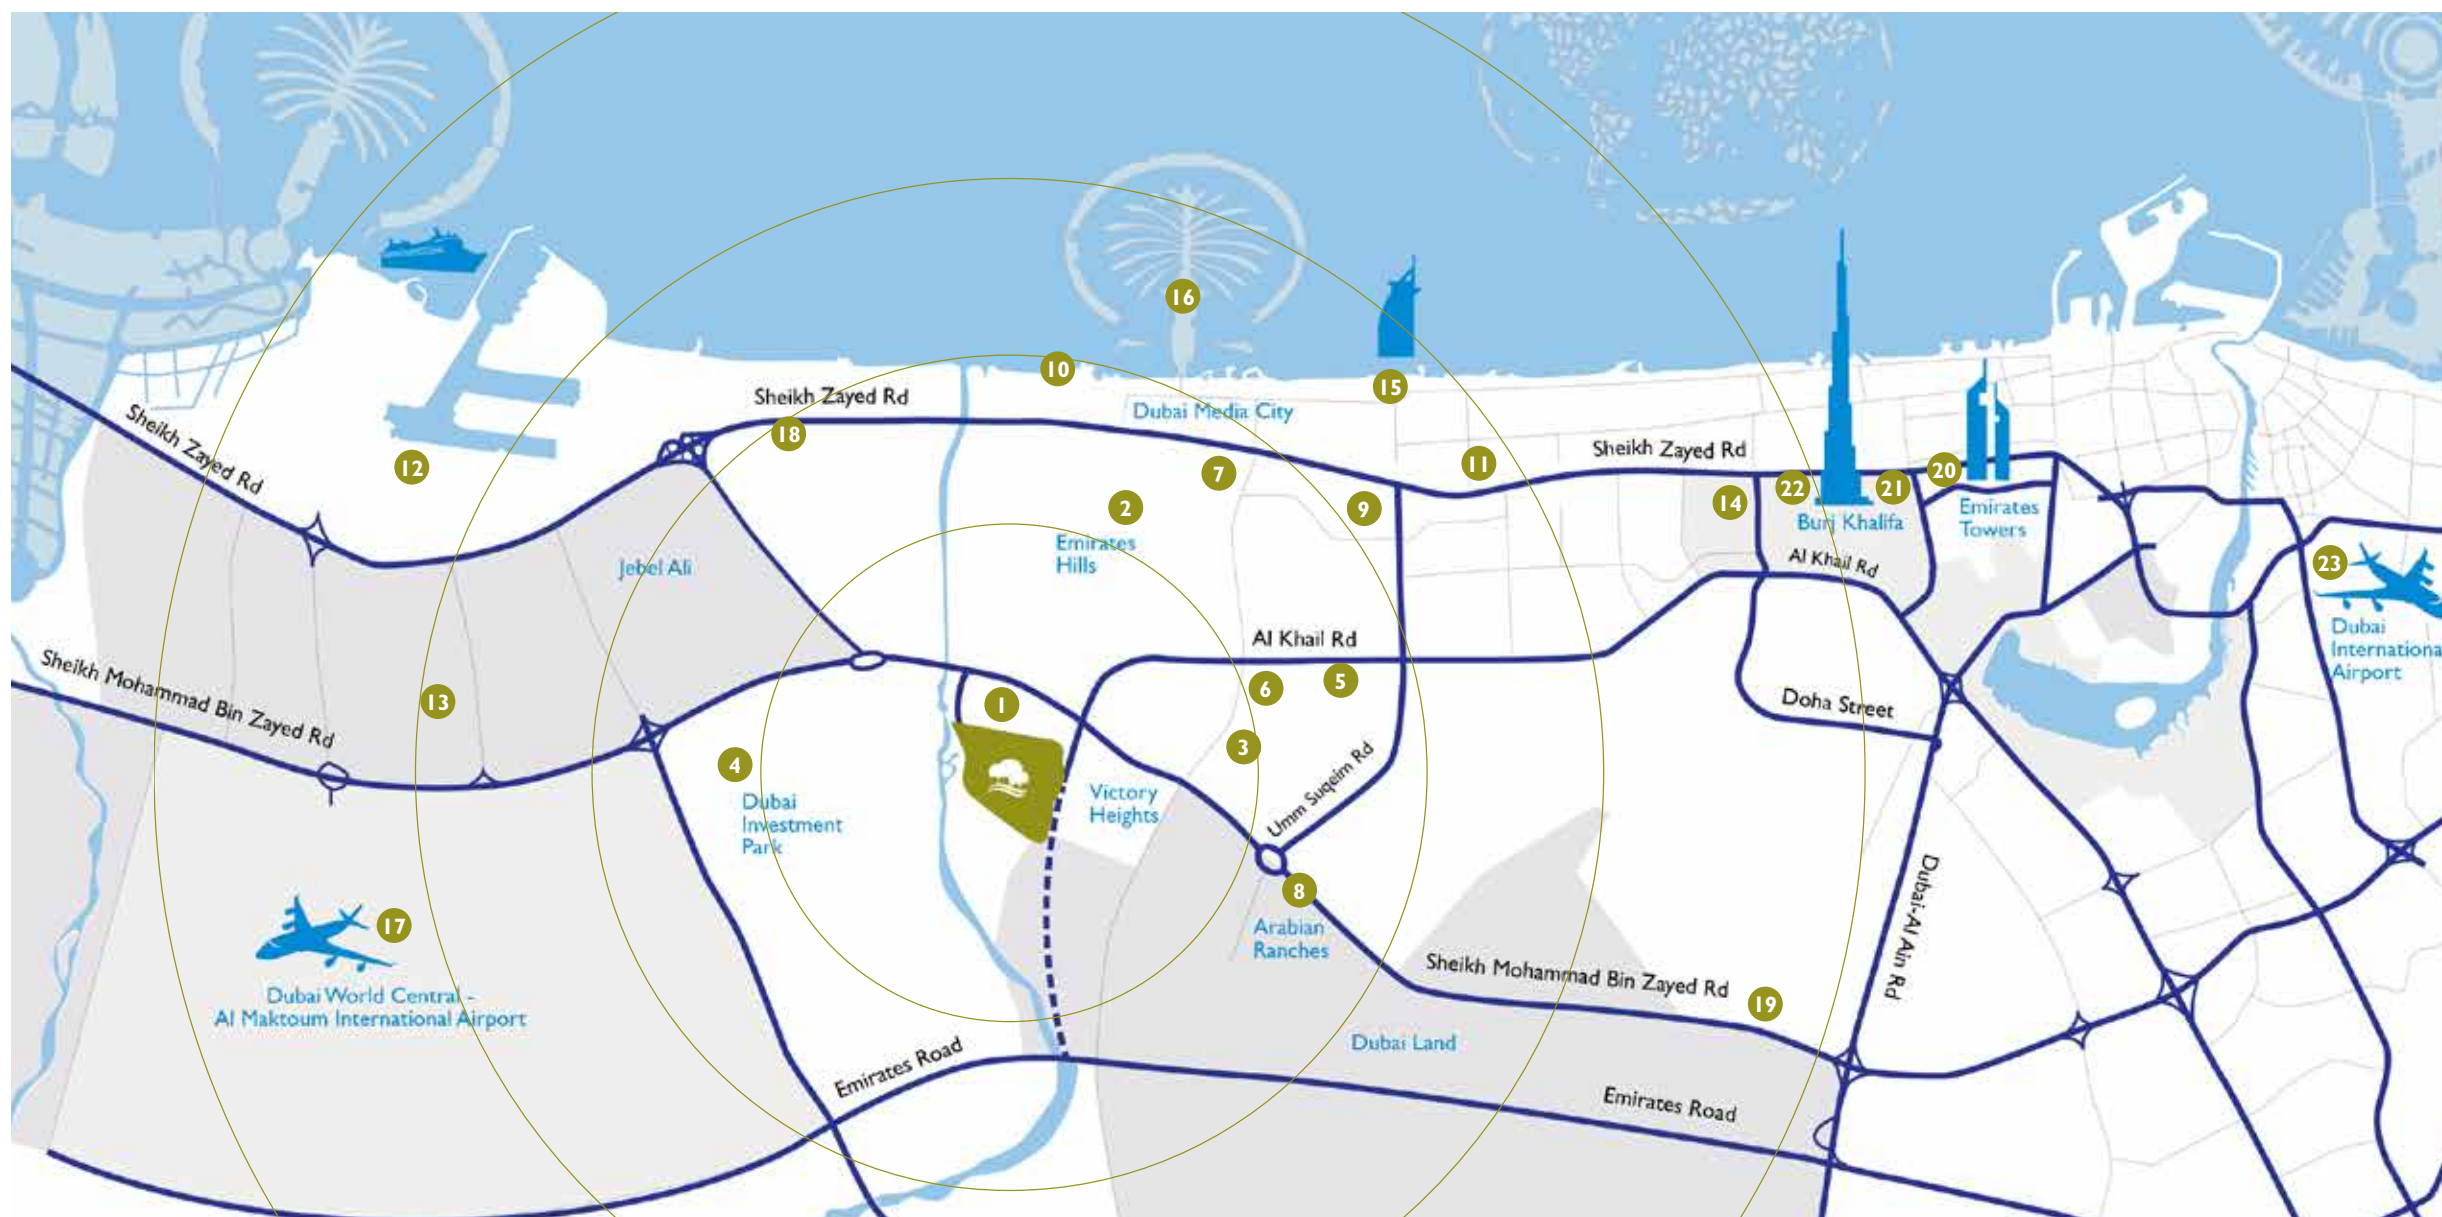 16
10
15
Sheikh Zayed Rd
Dubai Media City
Sheikh Zayed Rd
18
12
7
11
Sheikh Zayed Rd
20
2
9
14
22
21
Burj Khalifa
Emirates
Towers
Emirates
Hills
Jebel Ali
Al Khail Rd
23
Dubai
Internationa
Airport
Al Khail Rd
6
5
Sheikh Mohammad Bin Zayed Rd
13
1
Doha Street
3
4
Umm Suqeim Rd
Dubai
Investment
Park
Victory
Heights
8
Arabian
Ranches
Dubai-Al Ain Rd
17
Dubai World Central -
Al Maktoum International Airport
Sheikh Mohammad Bin Zayed Rd
19
Dubai Land
Emirates Road
Emirates Road